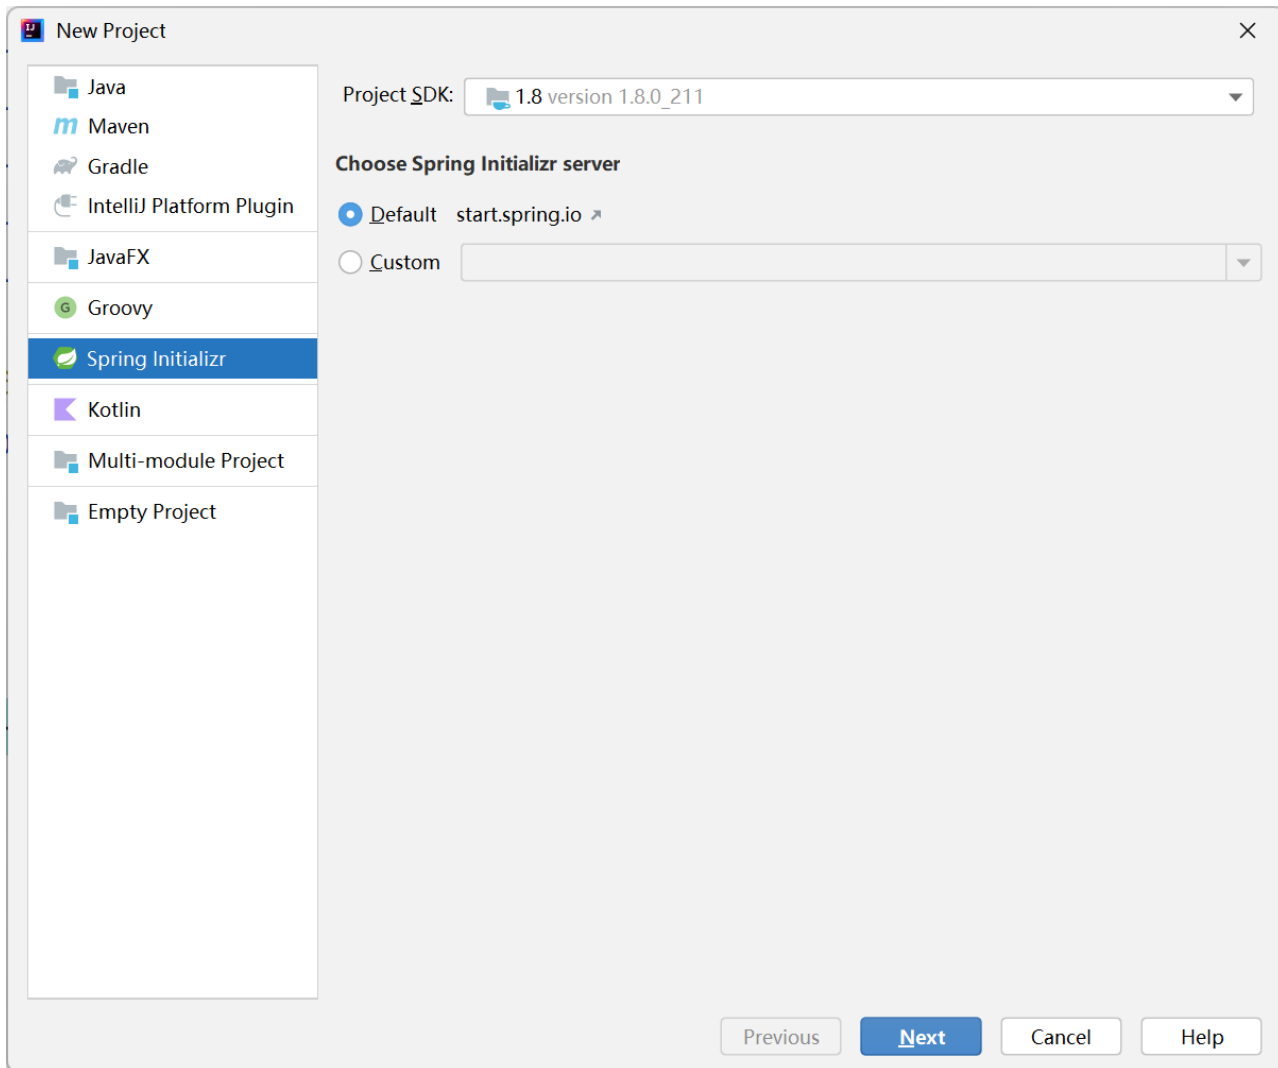 New Project
Java
Maven
Gradle
IntelliJ Platform Plugin
JavaFX
Groovy
Spring Initializr
Kotlin
Multi-module Project
Empty Project
Project SDK: 1.8 version 1.8.0_211
Choose Spring Initializr server
Default start.spring.io
Custom
Previous Next Cancel Help